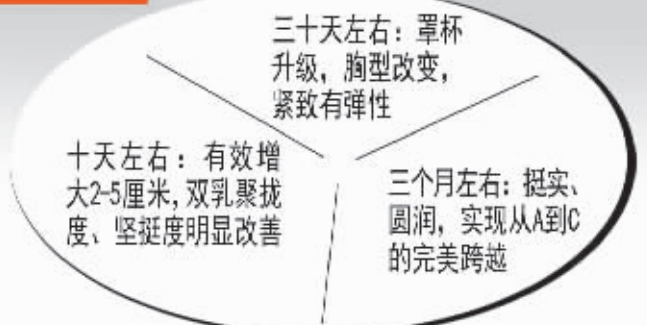 三十天左右：罩杯
升级，胸型改变，
紧致有弹性
十天左右：有效增
大2-5厘米,双乳聚拢
度、坚挺度明显改善
三个月左右：挺实、
圆润，实现从A到C
的完美跨越